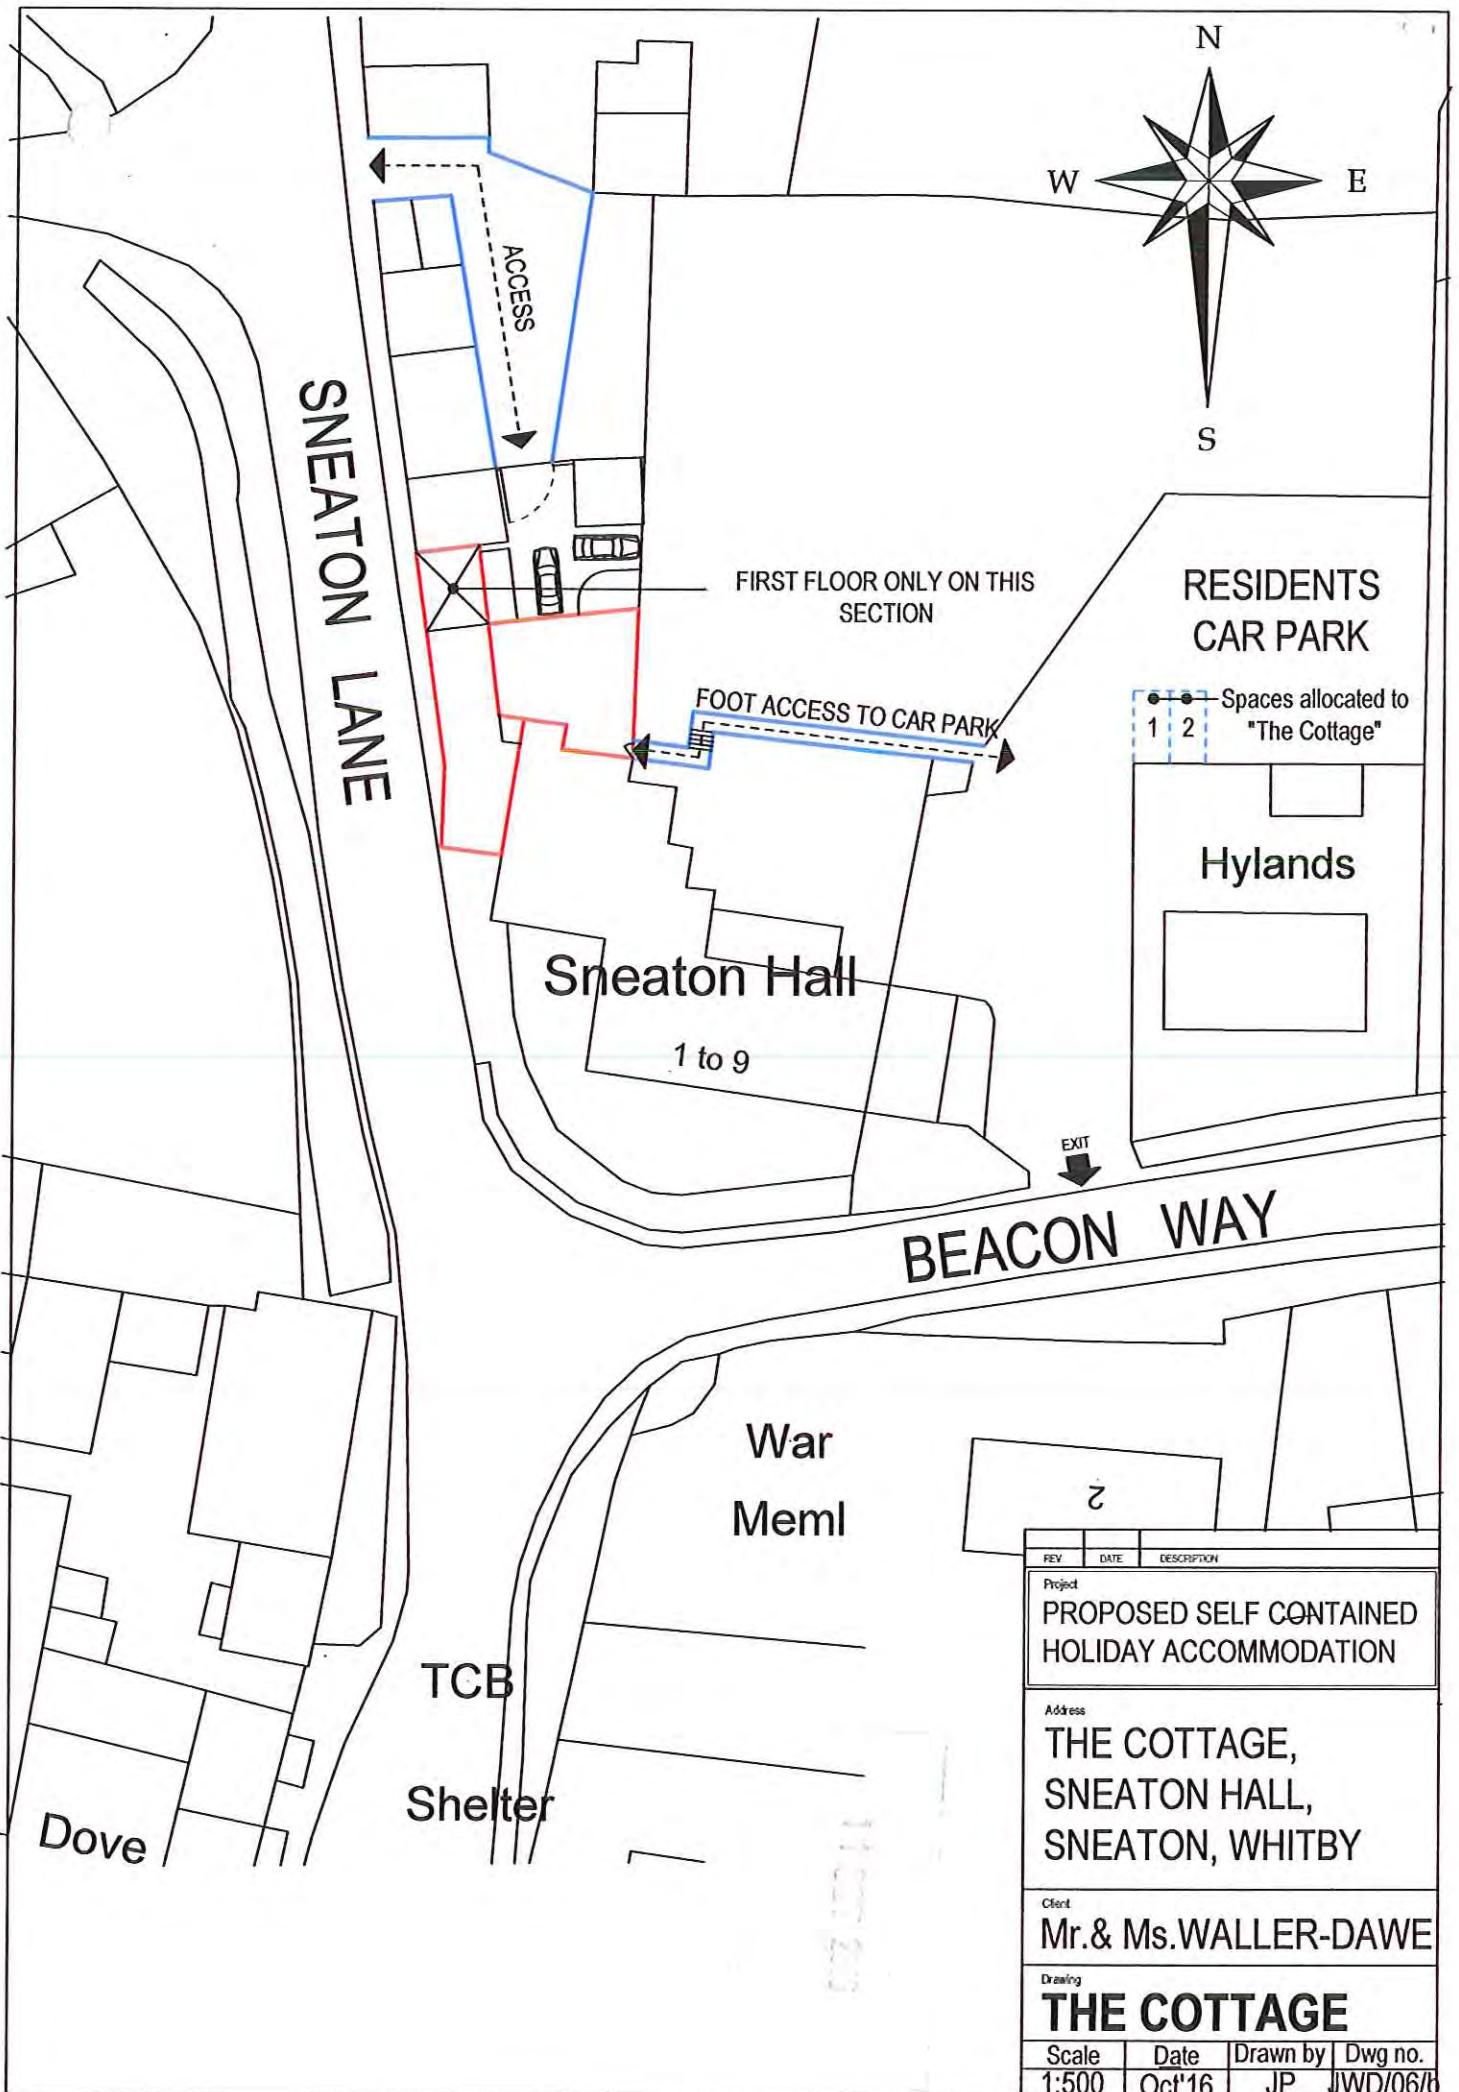 N
W
E
S
ACCESS
SNEATON LANE
FIRST FLOOR ONLY ON THIS
SECTION
RESIDENTS
CAR PARK
FOOT ACCESS TO CAR PARK
Spaces allocated to
"The Cottage"
1 2
Hylands
Sneaton Hall
1 to 9
EXIT
BEACON WAY
War
Meml
2
TCB
Shelter
Dove
REV DATE DESCRIPTION
Project
PROPOSED SELF CONTAINED
HOLIDAY ACCOMMODATION
Address
THE COTTAGE,
SNEATON HALL,
SNEATON, WHITBY
Client
Mr.& Ms.WALLER-DAWE
Drawing
THE COTTAGE
Scale Date Drawn by Dwg no.
1:500 Oct'16 JP